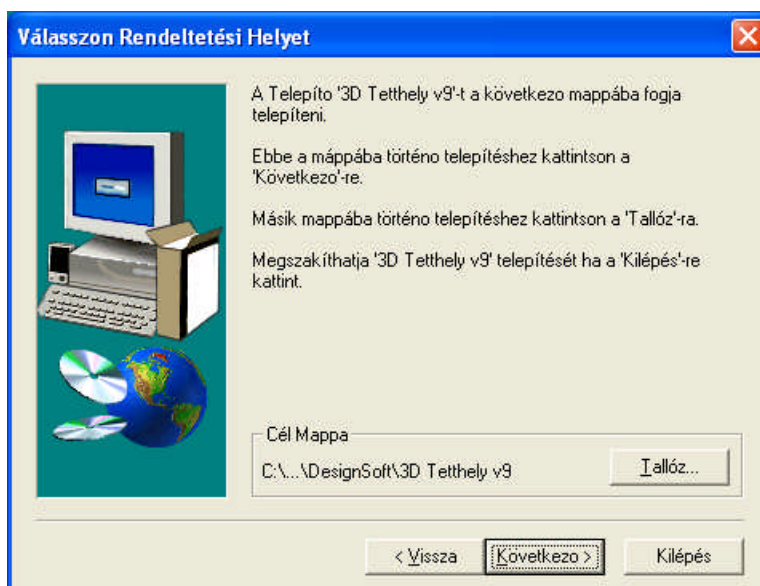 Válasszon Rendeltetési Helyet
A Telepíto '3D Tetthely v9'-t a következo mappába fogja
telepíteni.
Ebbe a máppába történo telepítéshez kattintson a
'Következo'-re.
Másik mappába történo telepítéshez kattintson a 'Tallóz'-ra.
Megszakíthatja '3D Tetthely v9' telepítését ha a 'Kilépés'-re
kattint.
Cél Mappa
C:\...\DesignSoft\3D Tetthely v9
Tallóz...
< Vissza
Következo >
Kilépés